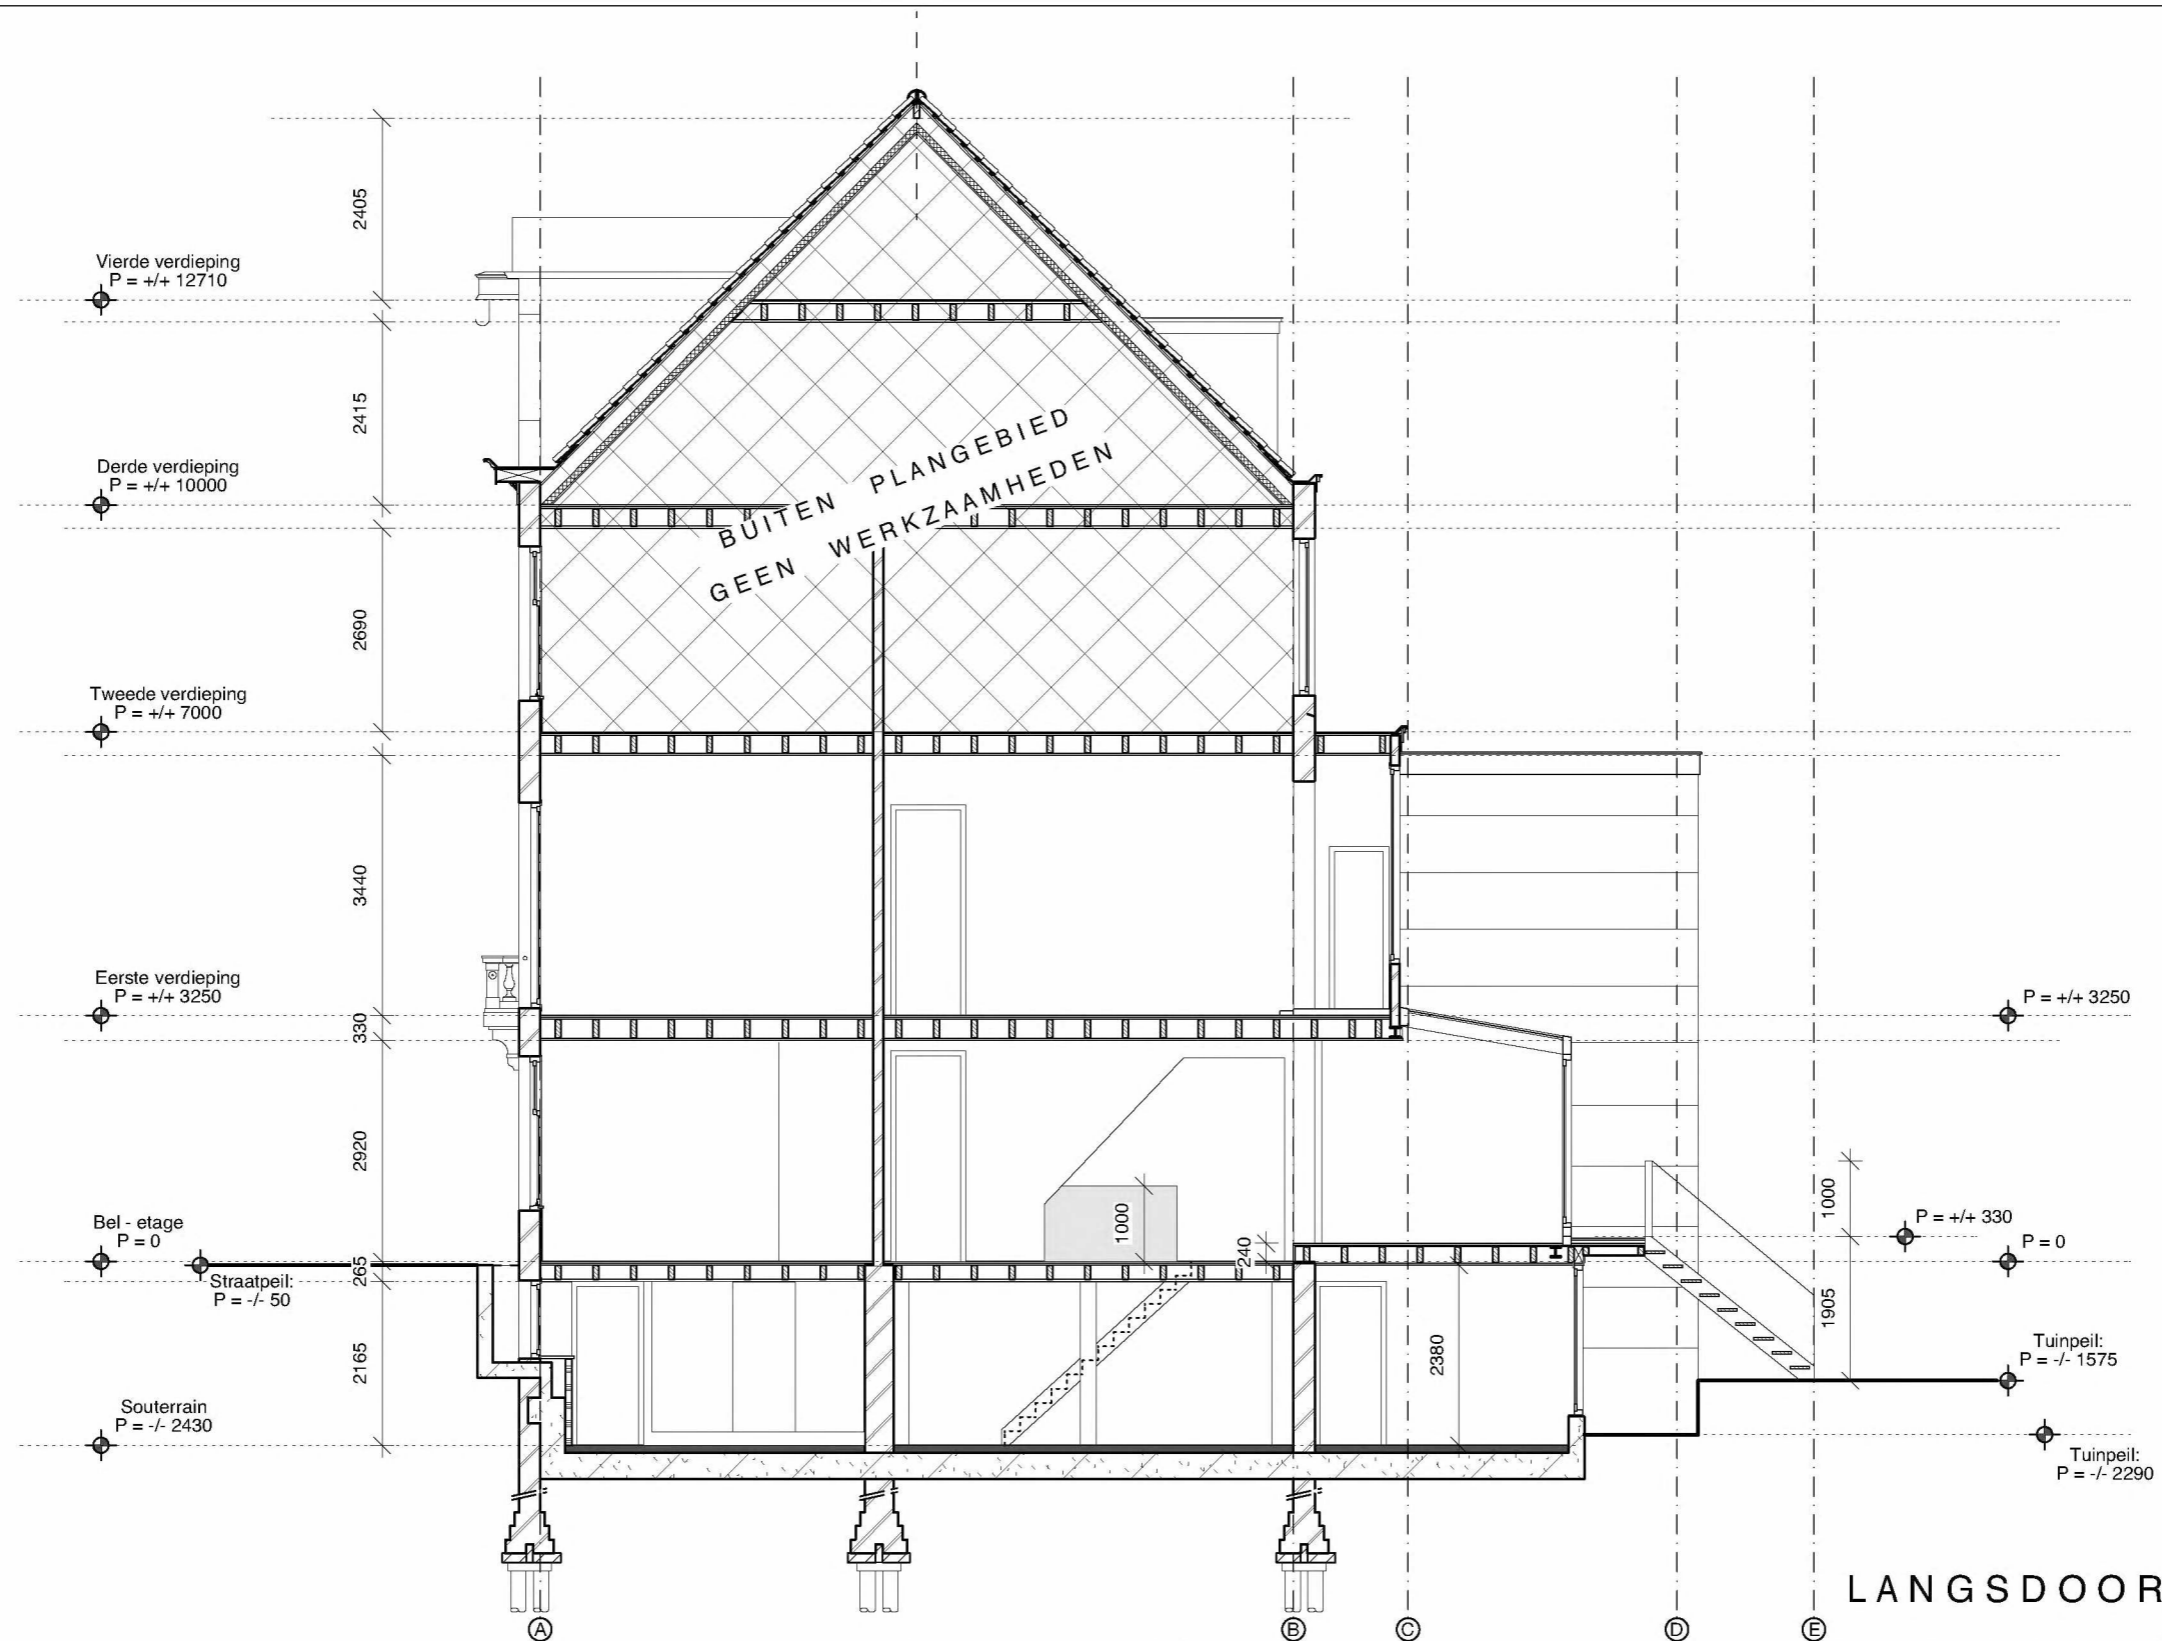 2405
Vierde verdieping
P = +/+ 12710
2415
Derde verdieping
P = +/+ 10000
BUITEN PLANGEBIED
GEEN WERKZAAMHEDEN
2690
Tweede verdieping
P = +/+ 7000
3440
Eerste verdieping
P = +/+ 3250
P = +/+ 3250
330
2920
1000
1000
Bel - etage
P = 0
P = +/+ 330
P = 0
240
265
Straatpeil:
P = -/- 50
1905
2165
2380
Tuinpeil:
P = -/- 1575
Souterrain
P = -/- 2430
Tuinpeil:
P = -/- 2290
LANGSDOOR
A
B
C
D
E